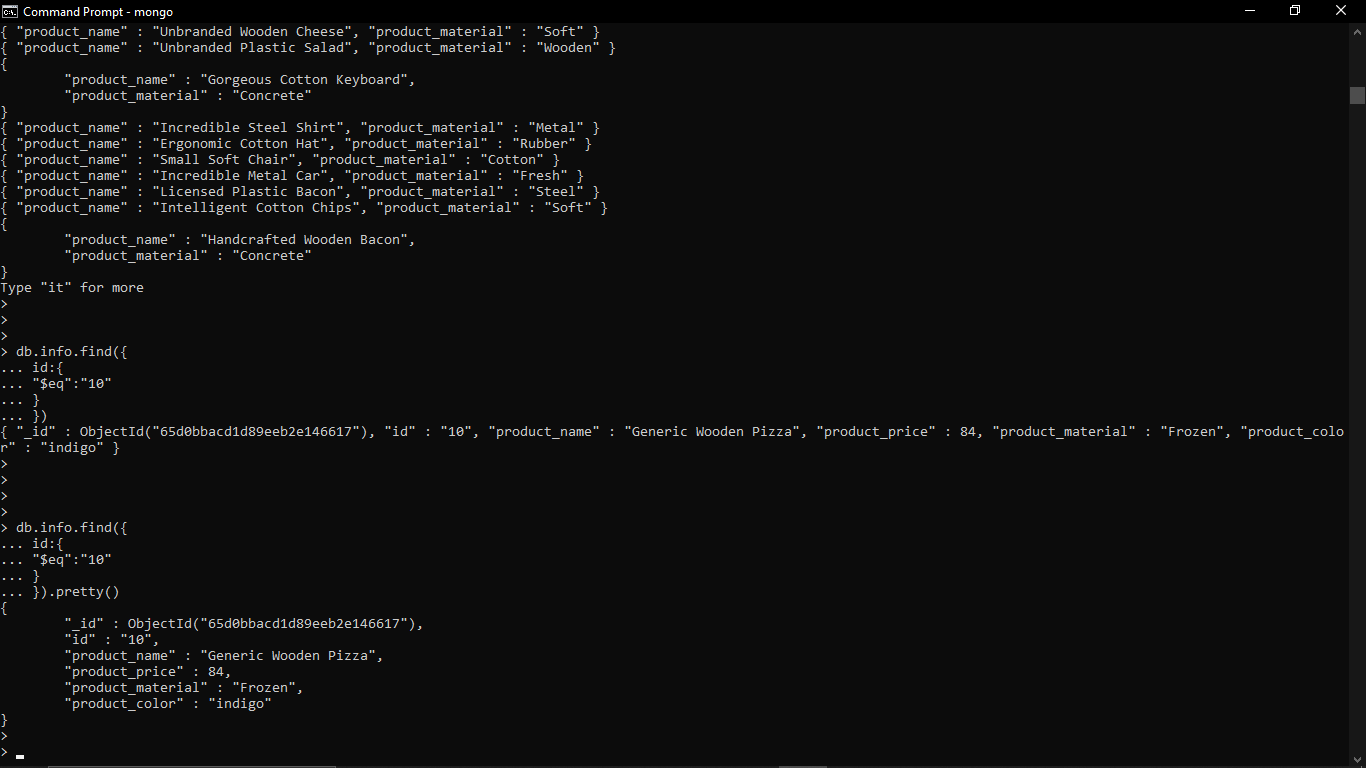 Command Prompt - mongo
{ "product_name" : "Unbranded Wooden Cheese", "product_material" : "Soft" }
{ "product_name" : "Unbranded Plastic Salad", "product_material" : "Wooden" }
{
"product_name" : "Gorgeous Cotton Keyboard",
"product_material" : "Concrete"
}
{ "product_name" : "Incredible Steel Shirt", "product_material" : "Metal" }
{ "product_name" : "Ergonomic Cotton Hat", "product_material" : "Rubber" }
{ "product_name" : "Small Soft Chair", "product_material" : "Cotton" }
{ "product_name" : "Incredible Metal Car", "product_material" : "Fresh" }
{ "product_name" : "Licensed Plastic Bacon", "product_material" : "Steel" }
{ "product_name" : "Intelligent Cotton Chips", "product_material" : "Soft" }
{
"product_name" : "Handcrafted Wooden Bacon",
"product_material" : "Concrete"
}
Type "it" for more
>
>
>
> db.info.find({
... id:{
... "$eq":"10"
... }
... })
{ "_id" : ObjectId("65d0bbacd1d89eeb2e146617"), "id" : "10", "product_name" : "Generic Wooden Pizza", "product_price" : 84, "product_material" : "Frozen", "product_colo
r" : "indigo" }
>
>
>
>
> db.info.find({
... id:{
... "$eq":"10"
... }
... }).pretty()
{
"_id" : ObjectId("65d0bbacd1d89eeb2e146617"),
"id" : "10",
"product_name" : "Generic Wooden Pizza",
"product_price" : 84,
"product_material" : "Frozen",
"product_color" : "indigo"
}
>
>